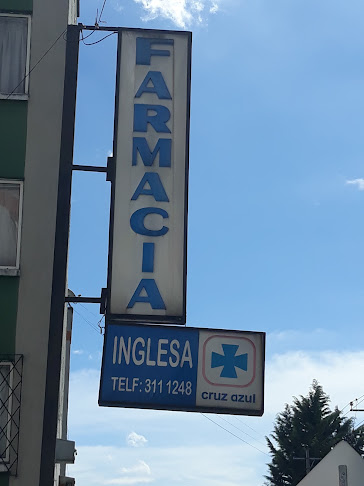 FARMACIA
INGLESA
TELF: 311 1248
cruz azul